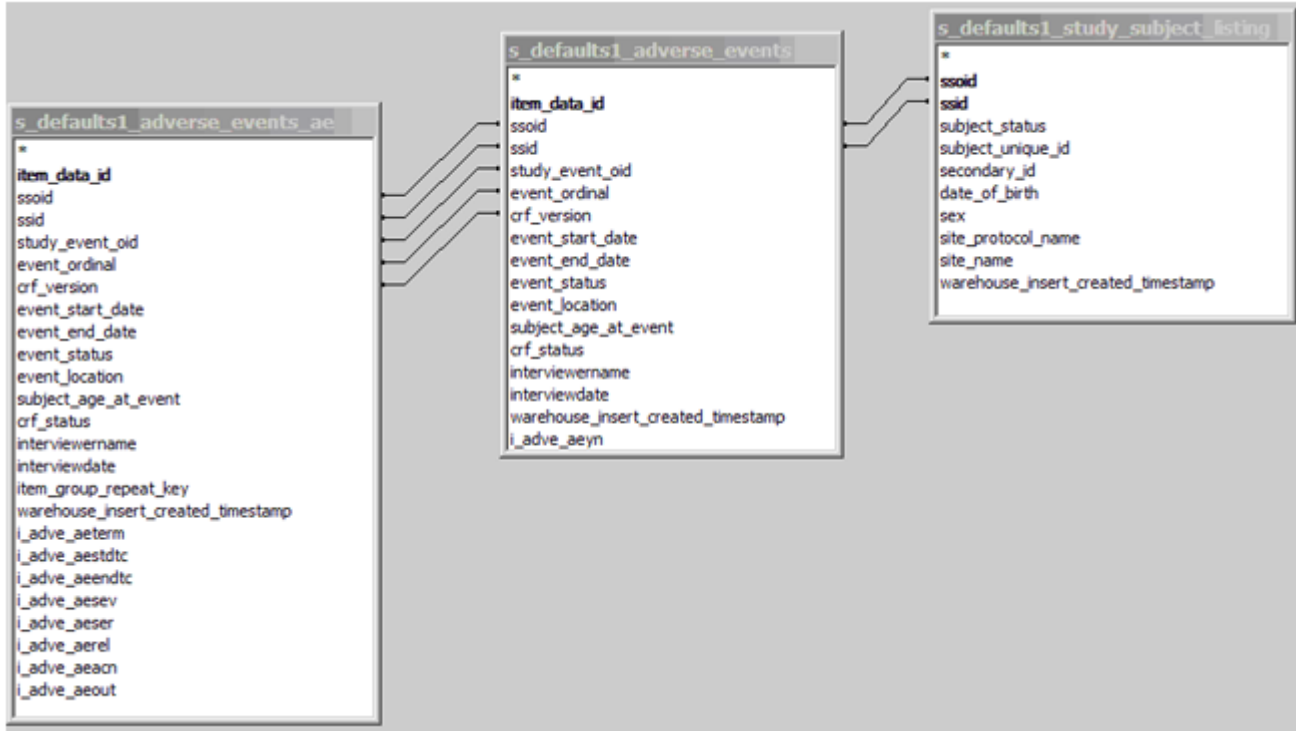 s_defaults1_adverse_events_ae
*
item_data_id
ssoid
ssid
study_event_oid
event_ordinal
crf_version
event_start_date
event_end_date
event_status
event_location
subject_age_at_event
crf_status
interviewername
interviewdate
item_group_repeat_key
warehouse_insert_created_timestamp
i_adve_aeterm
i_adve_aestdtc
i_adve_aeendtc
i_adve_aesev
i_adve_aeser
i_adve_aerel
i_adve_aeacn
i_adve_aeout
s_defaults1_adverse_events
*
item_data_id
ssoid
ssid
study_event_oid
event_ordinal
crf_version
event_start_date
event_end_date
event_status
event_location
subject_age_at_event
crf_status
interviewername
interviewdate
warehouse_insert_created_timestamp
i_adve_aeyn
s_defaults1_study_subject_listing
*
ssoid
ssid
subject_status
subject_unique_id
secondary_id
date_of_birth
sex
site_protocol_name
site_name
warehouse_insert_created_timestamp